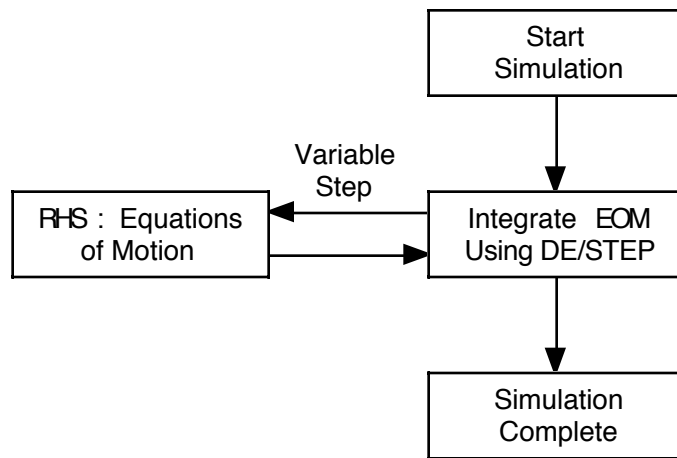 Start
Simulation
Variable
Step
RHS : Equations
of Motion
Integrate EOM
Using DE/STEP
Simulation
Complete